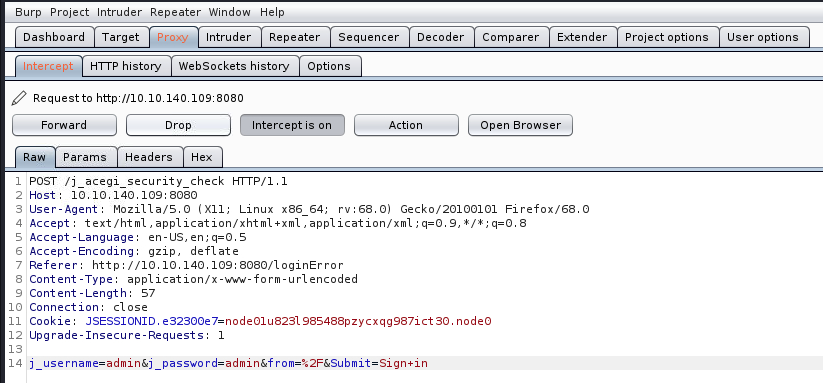 Burp Project Intruder Repeater Window Help
Dashboard Target Proxy Intruder Repeater Sequencer Decoder Comparer Extender Project options User options
Intercept HTTP history WebSockets history Options
Request to http://10.10.140.109:8080
Forward Drop Intercept is on Action Open Browser
Raw Params Headers Hex
1 POST /j_acegi_security_check HTTP/1.1
2 Host: 10.10.140.109:8080
3 User-Agent: Mozilla/5.0 (X11; Linux x86_64; rv:68.0) Gecko/20100101 Firefox/68.0
4 Accept: text/html,application/xhtml+xml,application/xml;q=0.9,*/*;q=0.8
5 Accept-Language: en-US,en;q=0.5
6 Accept-Encoding: gzip, deflate
7 Referer: http://10.10.140.109:8080/loginError
8 Content-Type: application/x-www-form-urlencoded
9 Content-Length: 57
10 Connection: close
11 Cookie: JSESSIONID.e32300e7=node01u823l985488pzycxqg987ict30.node0
12 Upgrade-Insecure-Requests: 1
13
14 j_username=admin&j_password=admin&from=%2F&Submit=Sign+in